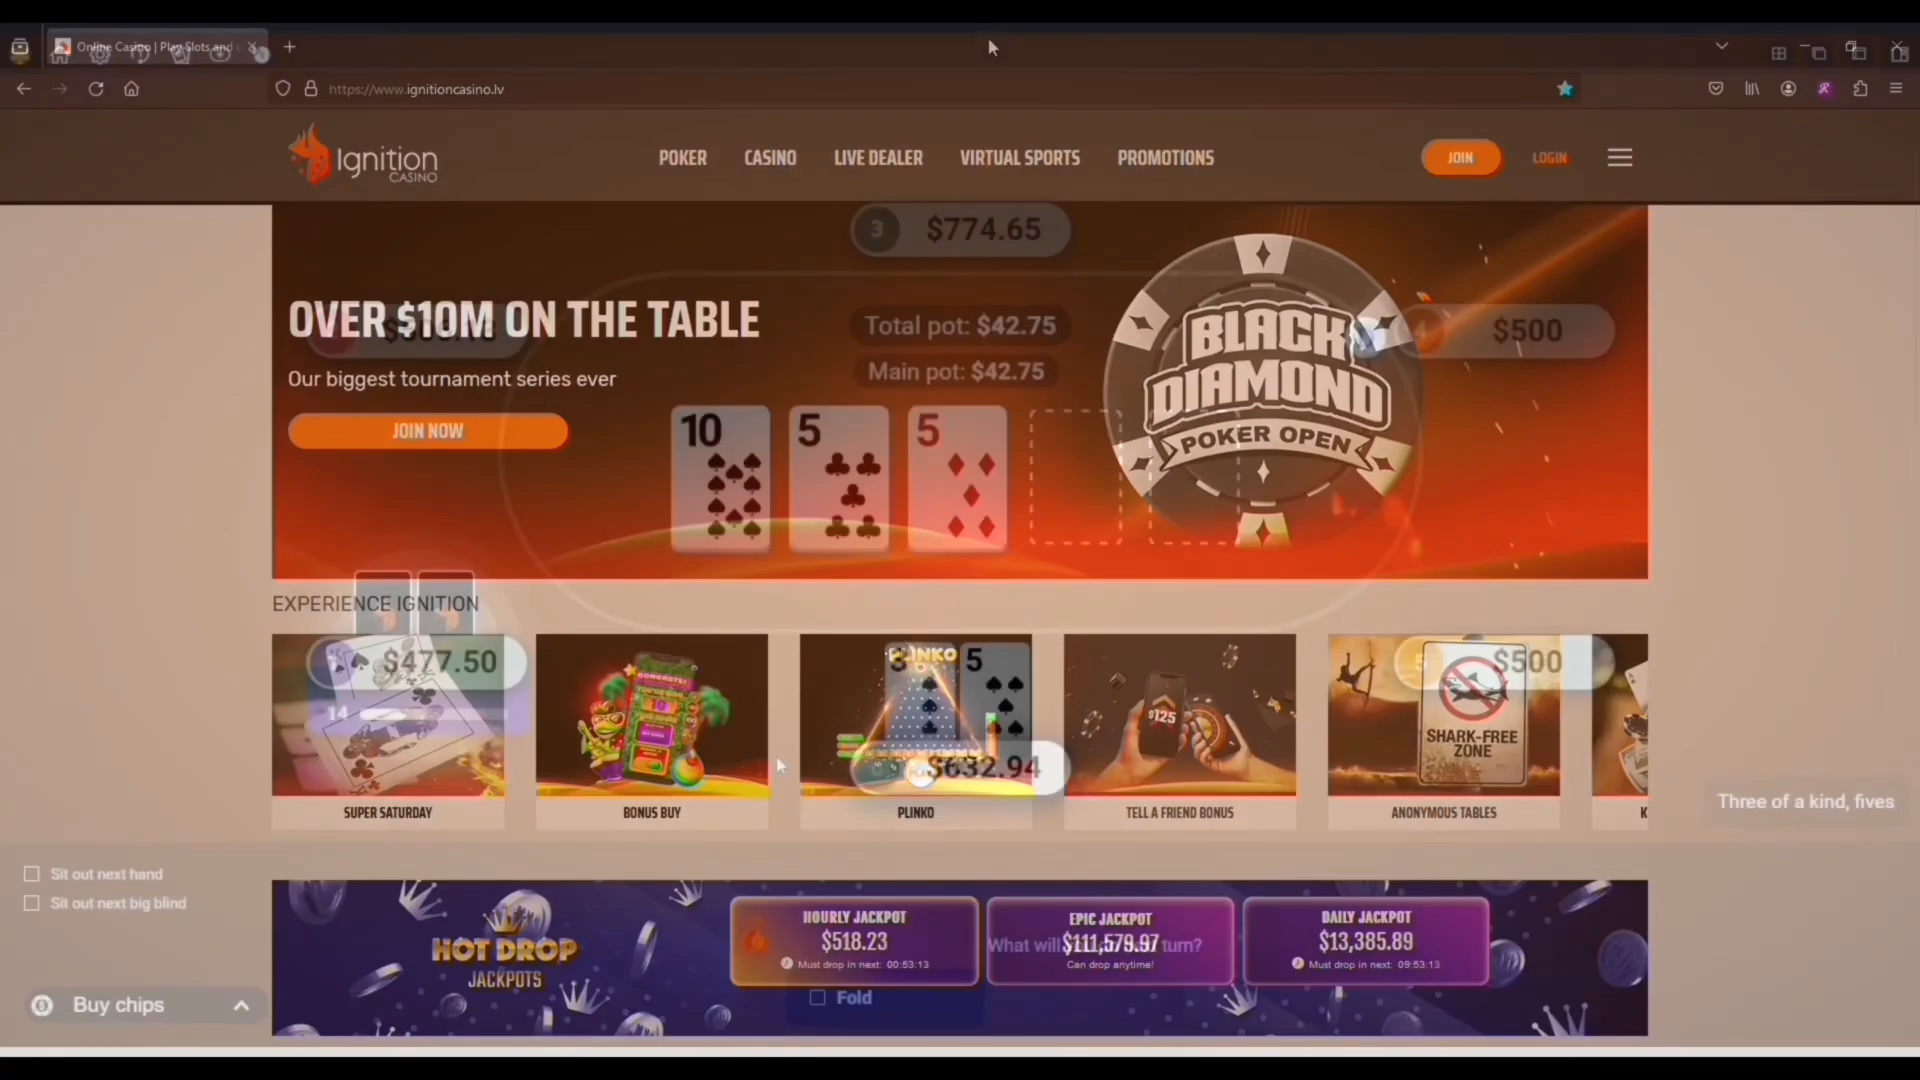 Online Casino | Play Slots and
https://www.ignitioncasino.lv
Ignition
CASINO
POKER
CASINO
LIVE DEALER
VIRTUAL SPORTS
PROMOTIONS
JOIN
LOGIN
3
$774.65
OVER $10M ON THE TABLE
Total pot: $42.75
4
$500
Our biggest tournament series ever
Main pot: $42.75
BLACK
DIAMOND
POKER OPEN
JOIN NOW
10
5
5
EXPERIENCE IGNITION
$477.50
14
PLINKO
5
$125
5
$500
SHARK-FREE
ZONE
$632.94
SUPER SATURDAY
BONUS BUY
PLINKO
TELL A FRIEND BONUS
ANONYMOUS TABLES
K
Three of a kind, fives
Sit out next hand
Sit out next big blind
HOT DROP
JACKPOTS
HOURLY JACKPOT
$518.23
Must drop in next: 00:53:13
EPIC JACKPOT
$111,579.97
What will turn?
Can drop anytime!
DAILY JACKPOT
$13,385.89
Must drop in next: 09:53:13
Buy chips
Fold